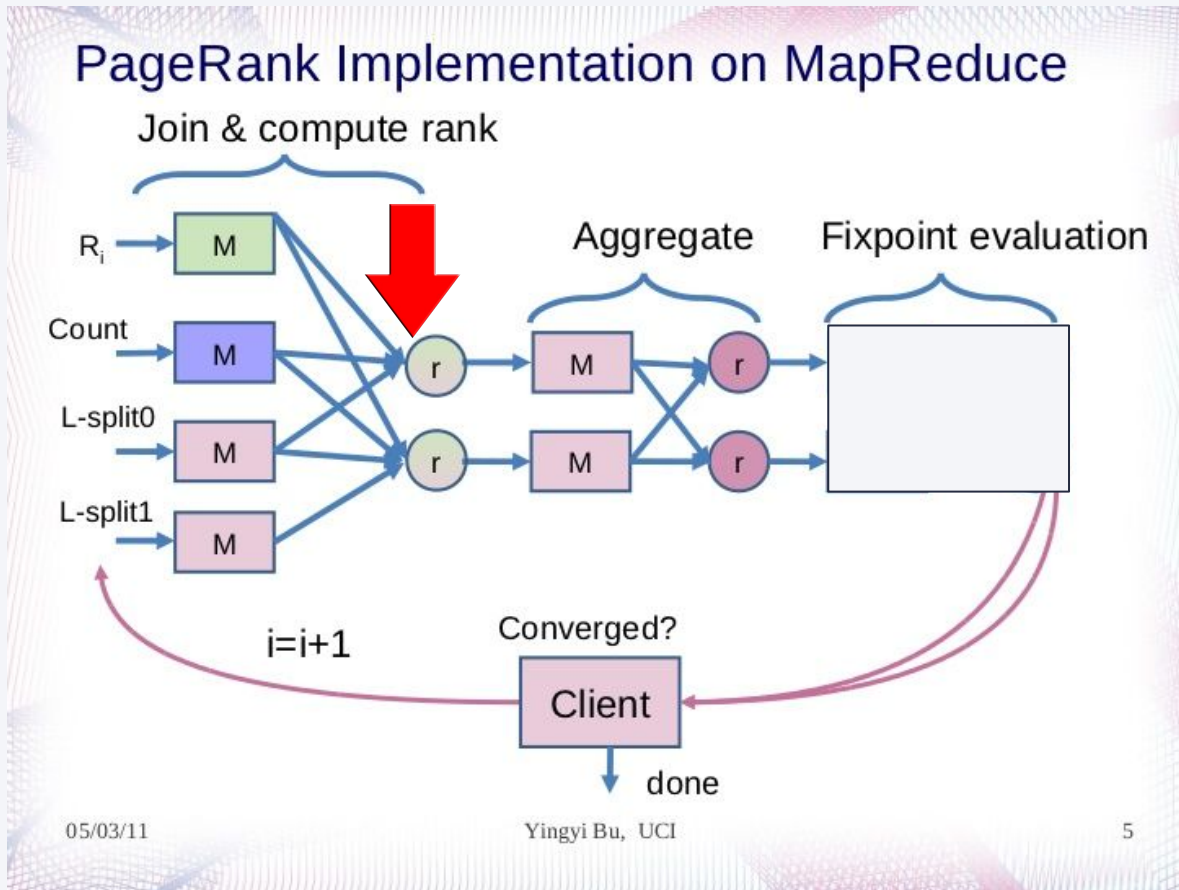 PageRank Implementation on MapReduce
Join & compute rank
Aggregate
Fixpoint evaluation
Ri
M
Count
M
r
M
r
L-split0
M
r
M
r
L-split1
M
i=i+1
Converged?
Client
done
05/03/11
Yingyi Bu, UCI
5